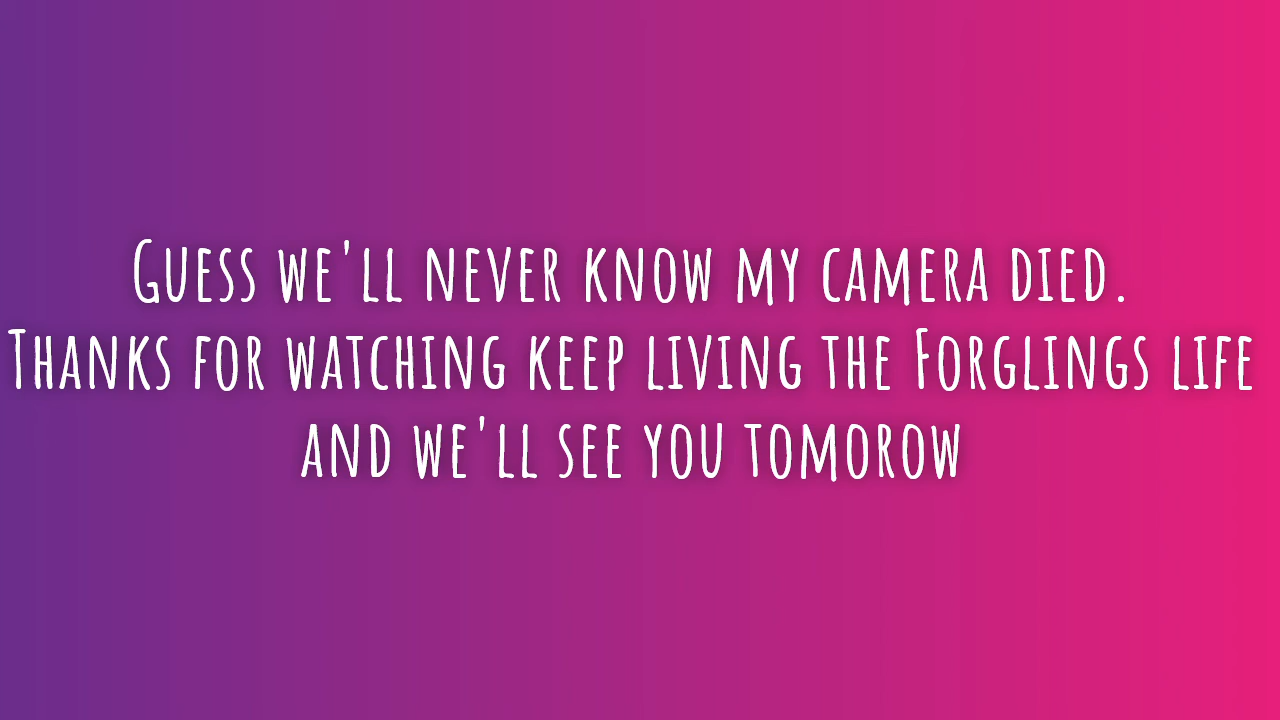 Guess we'll never know my camera died.
Thanks for watching keep living the Forglings life
and we'll see you tomorow